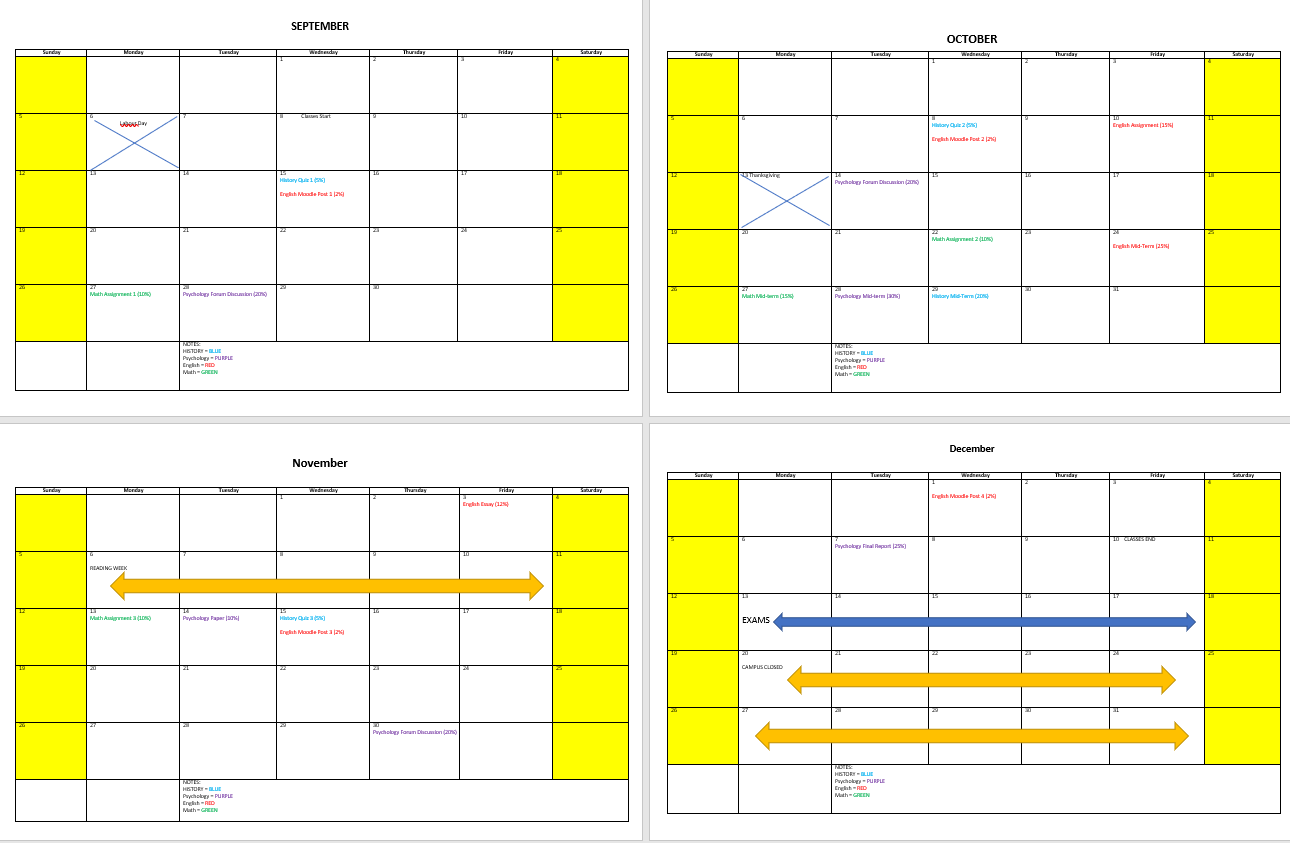 SEPTEMBER
Sunday Monday Tuesday Wednesday Thursday Friday Saturday
1 2 3 4
5 6 7 8 Classes Start 9 10 11
Labour Day
12 13 14 15 16 17 18
History Quiz 1 (5%)
English Moodle Post 1 (2%)
19 20 21 22 23 24 25
26 27 28 29 30
Math Assignment 1 (10%) Psychology Forum Discussion (20%)
NOTES:
HISTORY = BLUE
Psychology = PURPLE
English = RED
Math = GREEN
OCTOBER
Sunday Monday Tuesday Wednesday Thursday Friday Saturday
1 2 3 4
5 6 7 8 9 10 11
History Quiz 2 (5%) English Assignment (15%)
English Moodle Post 2 (2%)
12 13 Thanksgiving 14 15 16 17 18
Psychology Forum Discussion (20%)
19 20 21 22 23 24 25
Math Assignment 2 (10%)
English Mid-Term (25%)
26 27 28 29 30 31
Math Mid-term (15%) Psychology Mid-term (30%) History Mid-Term (20%)
NOTES:
HISTORY = BLUE
Psychology = PURPLE
English = RED
Math = GREEN
November
Sunday Monday Tuesday Wednesday Thursday Friday Saturday
1 2 3 4
English Essay (12%)
5 6 7 8 9 10 11
READING WEEK
12 13 14 15 16 17 18
Math Assignment 3 (10%) Psychology Paper (10%) History Quiz 3 (5%)
English Moodle Post 3 (2%)
19 20 21 22 23 24 25
26 27 28 29 30
Psychology Forum Discussion (20%)
NOTES:
HISTORY = BLUE
Psychology = PURPLE
English = RED
Math = GREEN
December
Sunday Monday Tuesday Wednesday Thursday Friday Saturday
1 2 3 4
English Moodle Post 4 (2%)
5 6 7 8 9 10 CLASSES END 11
Psychology Final Report (25%)
12 13 14 15 16 17 18
EXAMS
19 20 21 22 23 24 25
CAMPUS CLOSED
26 27 28 29 30 31
NOTES:
HISTORY = BLUE
Psychology = PURPLE
English = RED
Math = GREEN